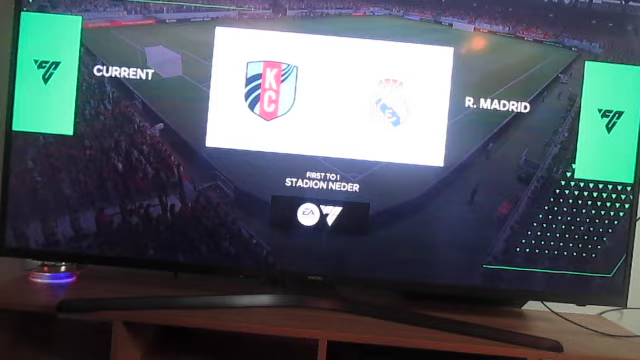 CURRENT
KC
R. MADRID
FIRST TO 1
STADION NEDER
EA